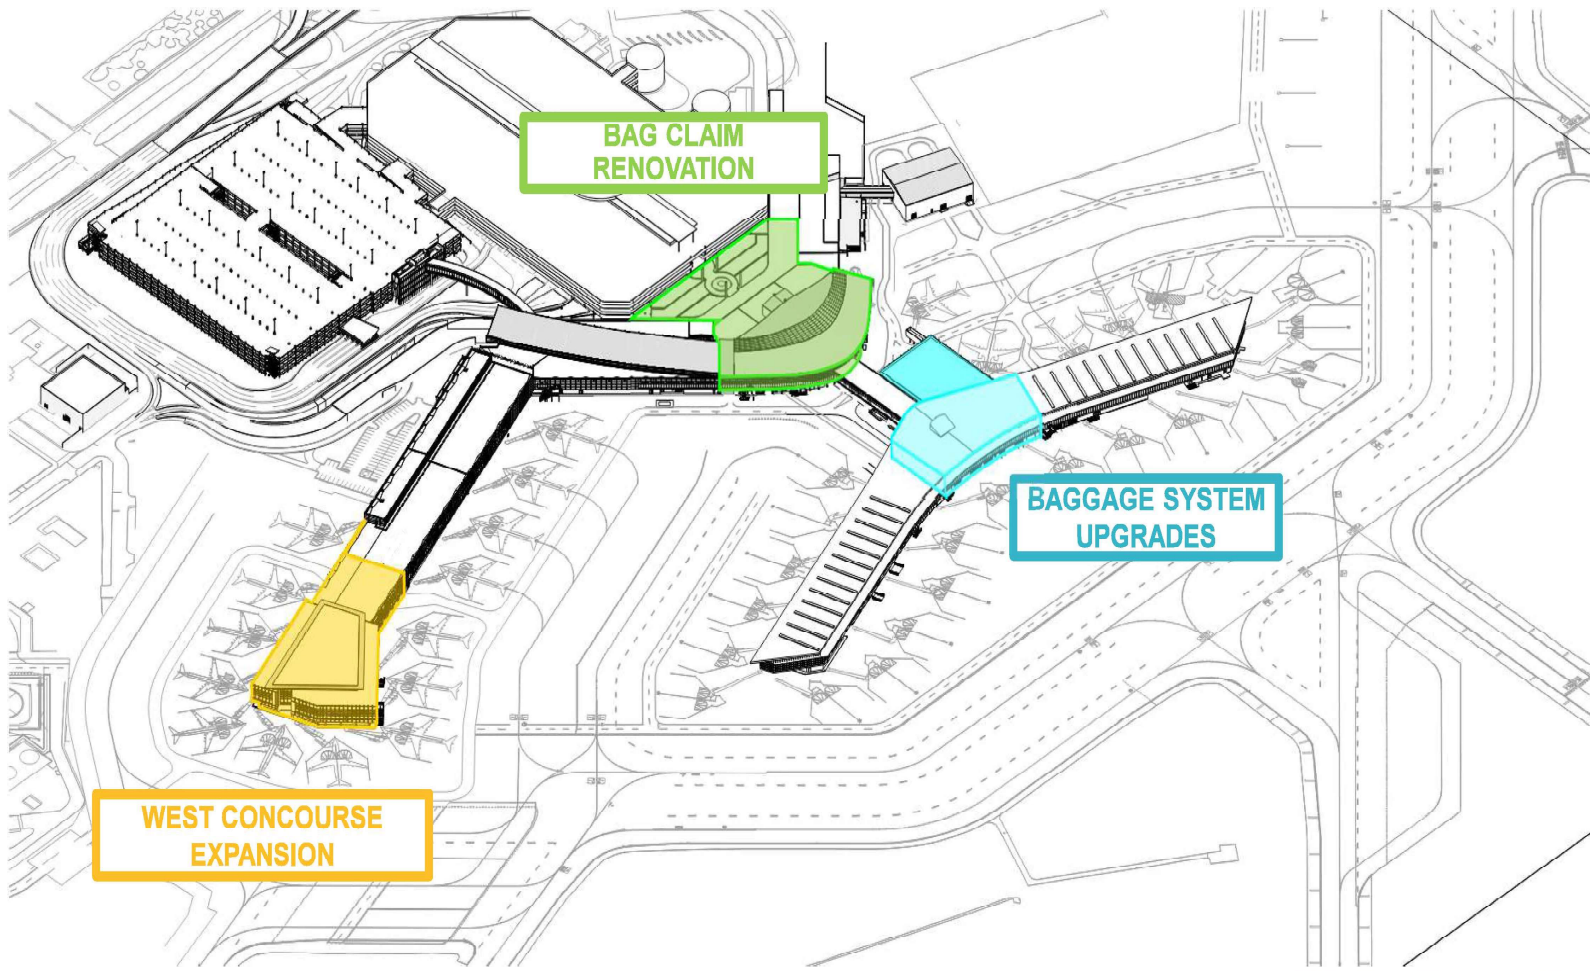 BAG CLAIM
RENOVATION
BAGGAGE SYSTEM
UPGRADES
WEST CONCOURSE
EXPANSION